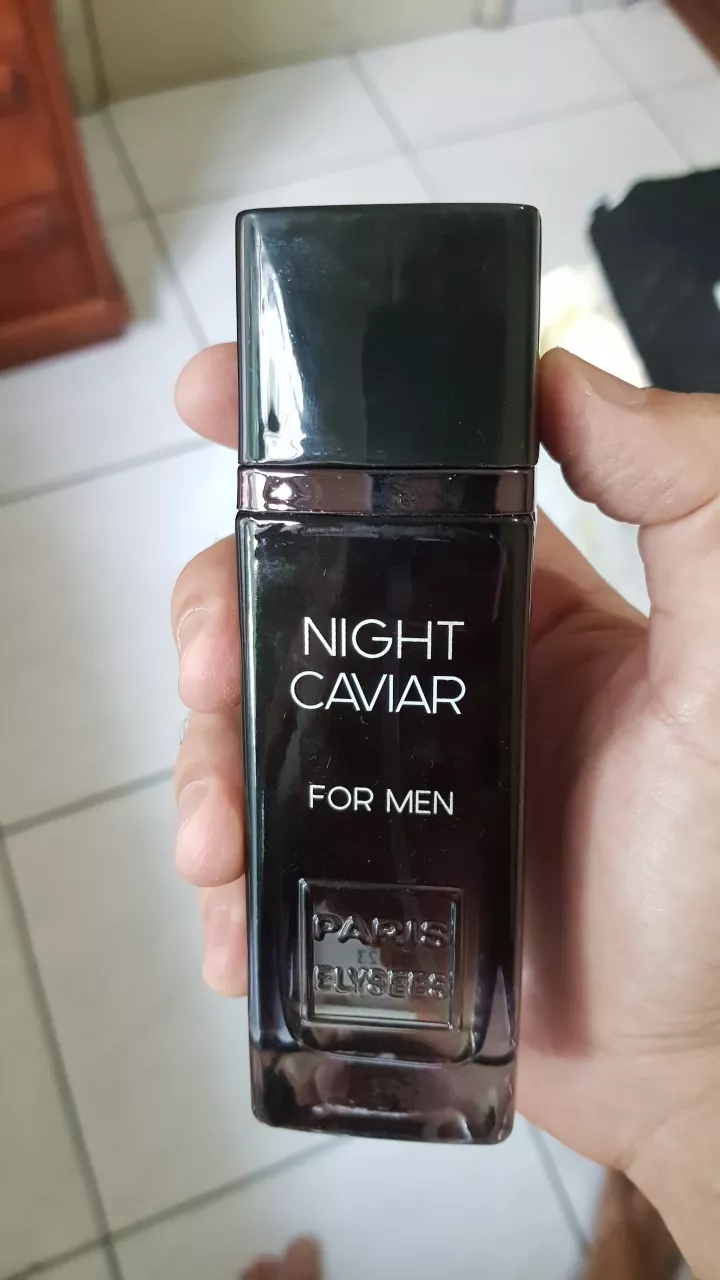 NIGHT
CAVIAR
FOR MEN
PARIS
ELYSEES